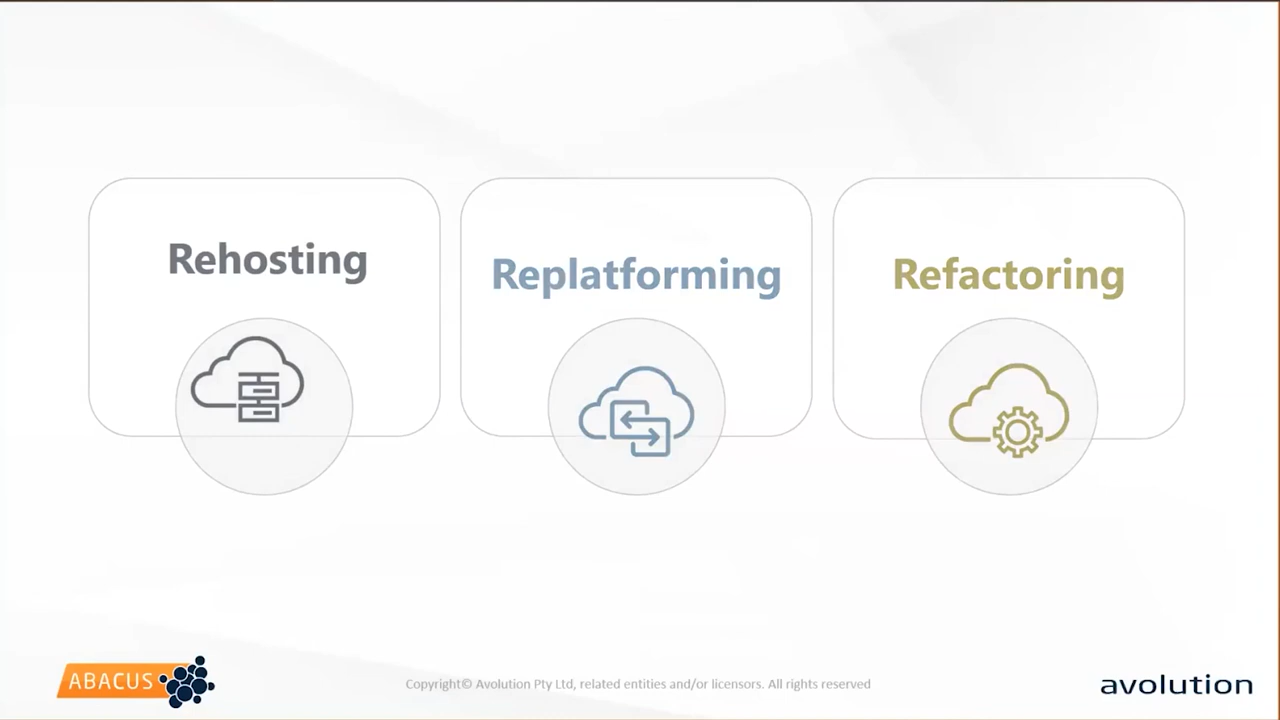 Rehosting
Replatforming
Refactoring
ABACUS
Copyright© Avolution Pty Ltd, related entities and/or licensors. All rights reserved
avolution